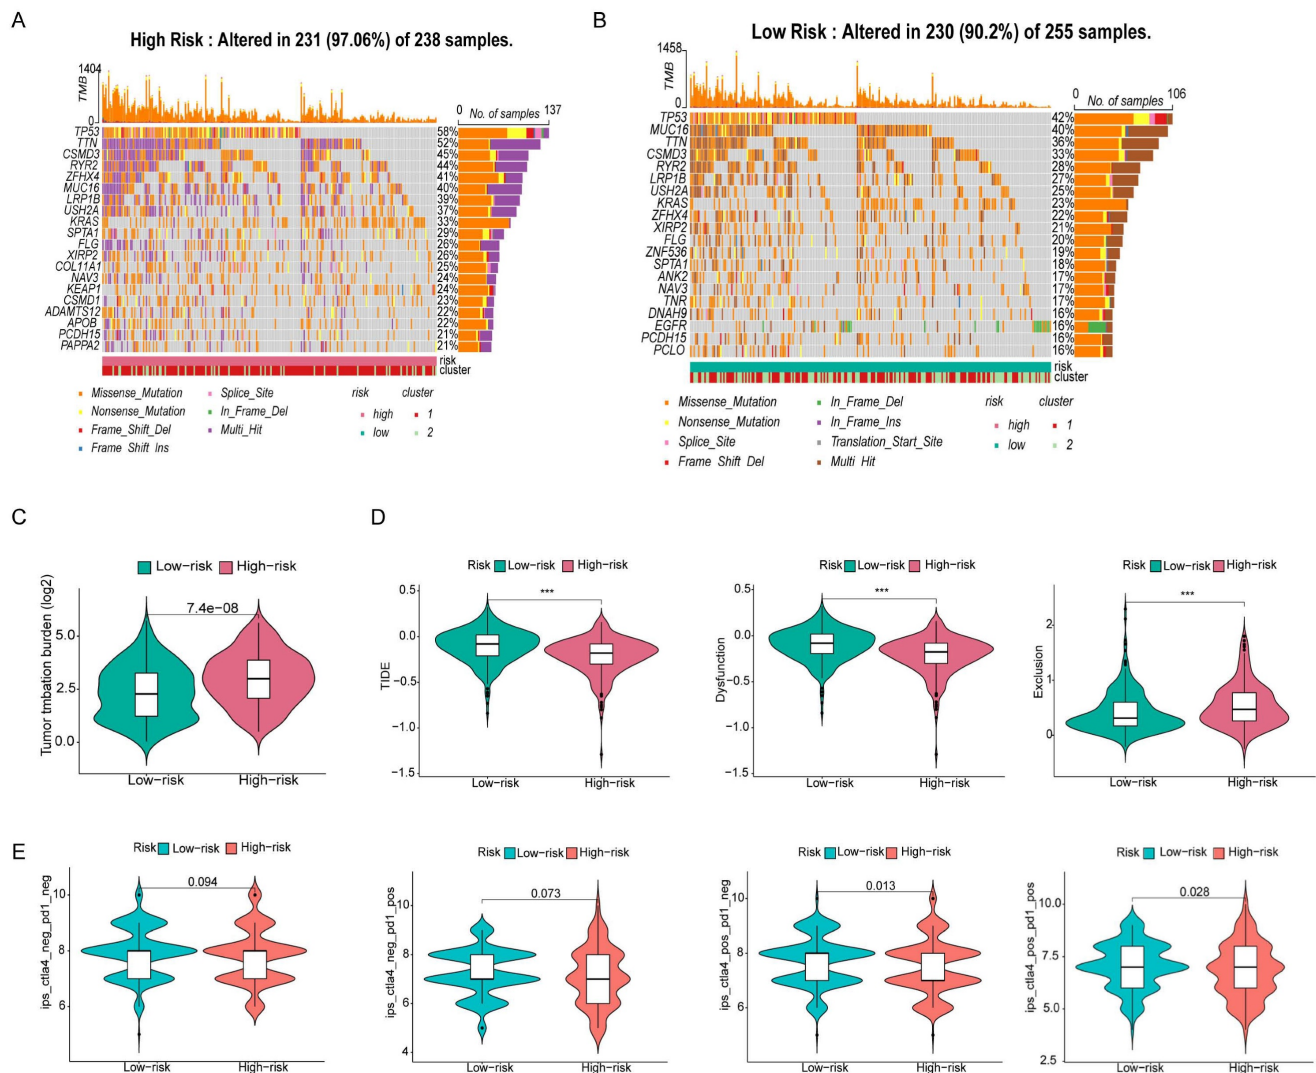 A
High Risk : Altered in 231 (97.06%) of 238 samples.
1404
TMB
0
0
No. of samples
137
TP53 58%
TTN 52%
CSMD3 45%
RYR2 44%
ZFHX4 41%
MUC16 40%
LRP1B 39%
USH2A 37%
KRAS 33%
SPTA1 29%
FLG 26%
XIRP2 26%
COL11A1 25%
NAV3 24%
KEAP1 24%
CSMD1 23%
ADAMTS12 22%
APOB 22%
PCDH15 21%
PAPPA2 21%
risk
cluster
Missense_Mutation
Nonsense_Mutation
Frame_Shift_Del
Frame Shift Ins
Splice_Site
In_Frame_Del
Multi_Hit
risk
high
low
cluster
1
2
B
Low Risk : Altered in 230 (90.2%) of 255 samples.
1458
TMB
0
0
No. of samples
106
TP53 42%
MUC16 40%
TTN 36%
CSMD3 33%
RYR2 28%
LRP1B 27%
USH2A 25%
KRAS 23%
ZFHX4 22%
XIRP2 21%
FLG 20%
ZNF536 19%
SPTA1 18%
ANK2 17%
NAV3 17%
TNR 17%
DNAH9 16%
EGFR 16%
PCDH15 16%
PCLO 16%
risk
cluster
Missense_Mutation
Nonsense_Mutation
Splice_Site
Frame Shift Del
In_Frame_Del
In_Frame_Ins
Translation_Start_Site
Multi Hit
risk
high
low
cluster
1
2
C
Low−risk High−risk
Tumor tmbation burden (log2)
7.4e−08
5.0
2.5
0.0
Low−risk High−risk
D
Risk Low−risk High−risk
TIDE
***
0.5
0.0
−0.5
−1.0
−1.5
Low−risk High−risk
Risk Low−risk High−risk
Dysfunction
***
0.5
0.0
−0.5
−1.0
−1.5
Low−risk High−risk
Risk Low−risk High−risk
Exclusion
***
2
1
0
Low−risk High−risk
E
Risk Low−risk High−risk
ips_ctla4_neg_pd1_neg
0.094
10
8
6
Low−risk High−risk
Risk Low−risk High−risk
ips_ctla4_neg_pd1_pos
0.073
10
8
6
4
Low−risk High−risk
Risk Low−risk High−risk
ips_ctla4_pos_pd1_neg
0.013
10
8
6
Low−risk High−risk
Risk Low−risk High−risk
ips_ctla4_pos_pd1_pos
0.028
10.0
7.5
5.0
2.5
Low−risk High−risk